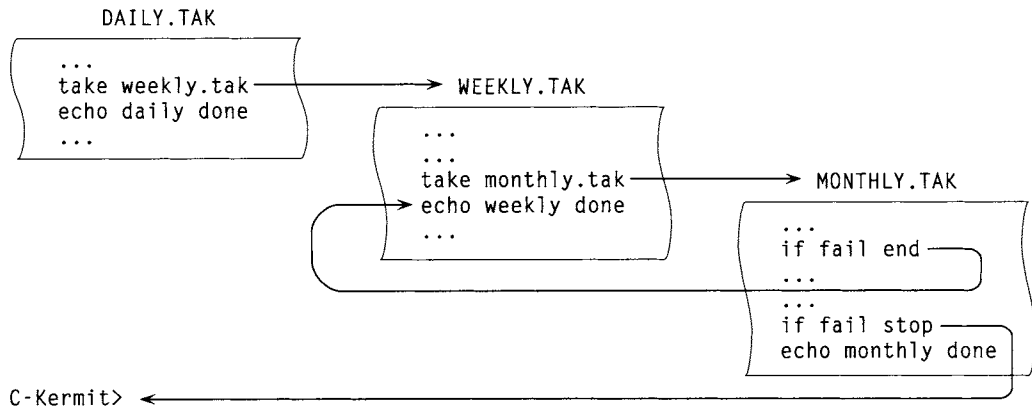 DAILY.TAK
...
take weekly.tak
echo daily done
...
WEEKLY.TAK
...
...
take monthly.tak
echo weekly done
...
MONTHLY.TAK
...
if fail end
...
...
if fail stop
echo monthly done
C-Kermit>